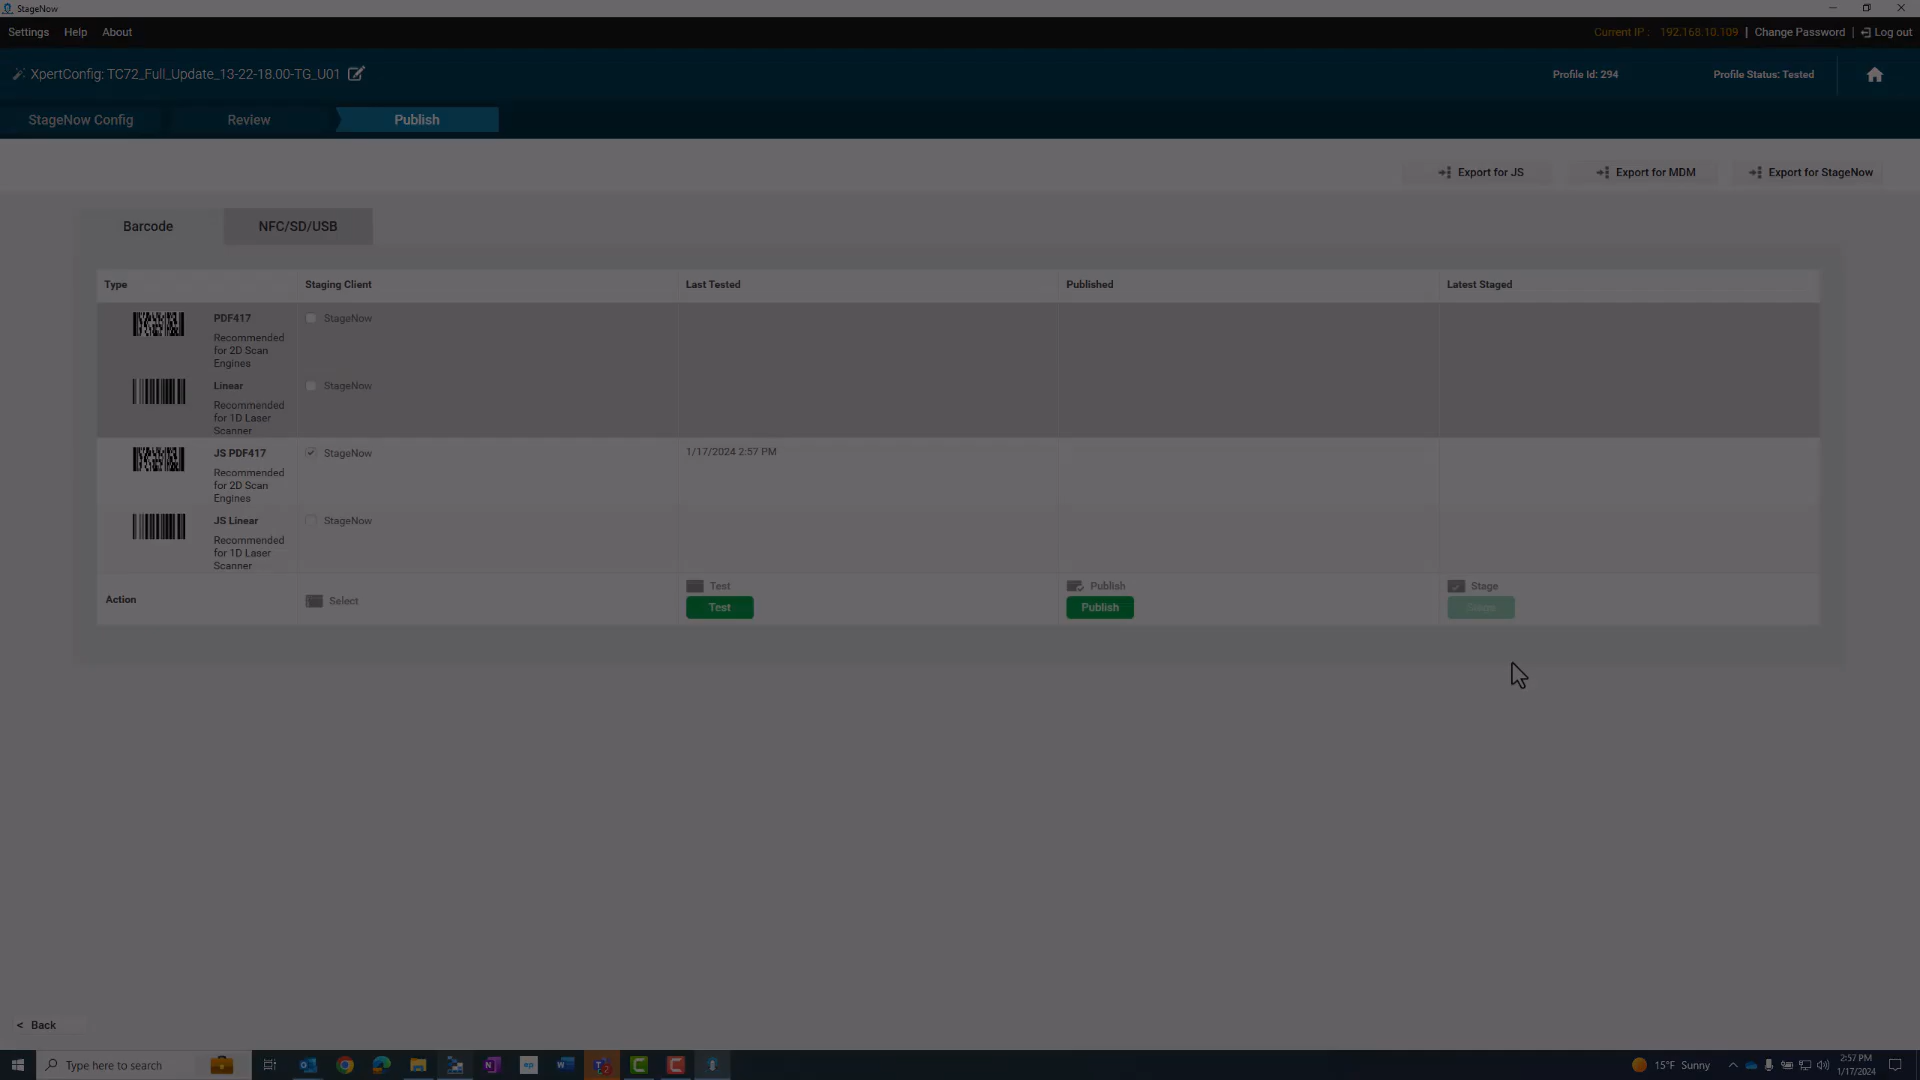 StageNow
Settings Help About
Current IP : 192.168.10.109 | Change Password | Log out
XpertConfig: TC72_Full_Update_13-22-18.00-TG_U01
Profile Id: 294
Profile Status: Tested
StageNow Config
Review
Publish
Export for JS
Export for MDM
Export for StageNow
Barcode
NFC/SD/USB
Type
Staging Client
Last Tested
Published
Latest Staged
PDF417
StageNow
Recommended
for 2D Scan
Engines
Linear
StageNow
Recommended
for 1D Laser
Scanner
JS PDF417
StageNow
1/17/2024 2:57 PM
Recommended
for 2D Scan
Engines
JS Linear
StageNow
Recommended
for 1D Laser
Scanner
Action
Select
Test
Test
Publish
Publish
Stage
< Back
Type here to search
15°F Sunny
2:57 PM
1/17/2024